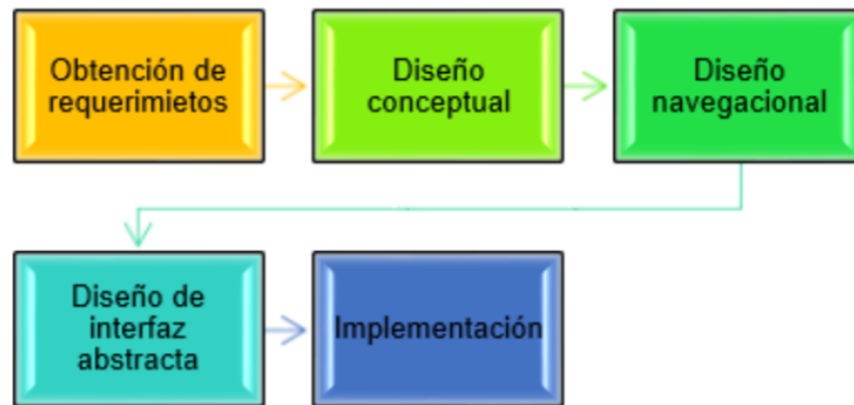 Obtención de
requerimietos
Diseño
conceptual
Diseño
navegacional
Diseño de
interfaz
abstracta
Implementación